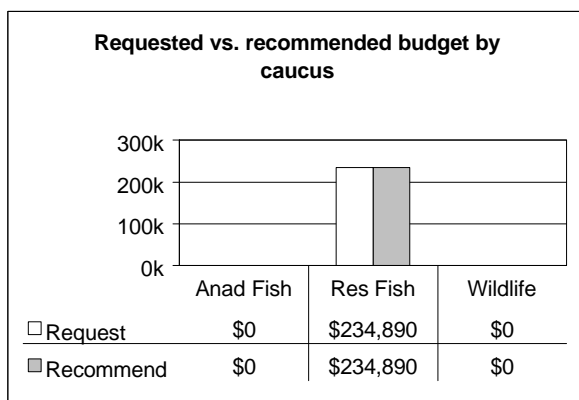 Requested vs. recommended budget by
caucus
300k
200k
100k
0k
Anad Fish Res Fish Wildlife
Request $0 $234,890 $0
Recommend $0 $234,890 $0